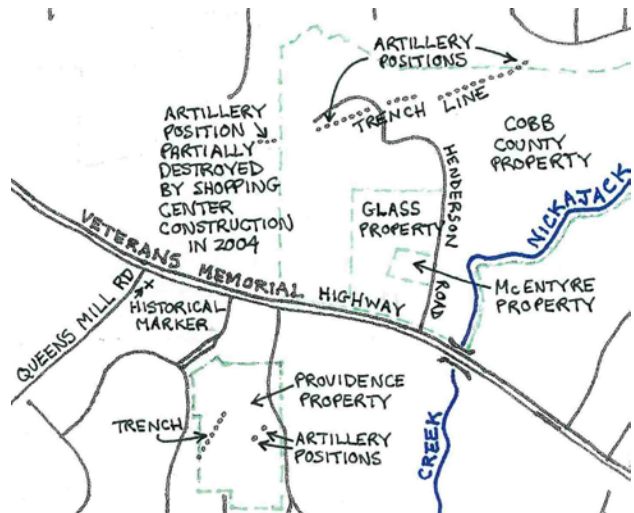 ARTILLERY
POSITIONS
ARTILLERY
POSITION
PARTIALLY
DESTROYED
BY SHOPPING
CENTER
CONSTRUCTION
IN 2004
TRENCH LINE
COBB
COUNTY
PROPERTY
HENDERSON
ROAD
GLASS
PROPERTY
NICKAJACK
McENTYRE
PROPERTY
VETERANS MEMORIAL HIGHWAY
QUEENS MILL RD
HISTORICAL
MARKER
PROVIDENCE
PROPERTY
TRENCH
ARTILLERY
POSITIONS
CREEK